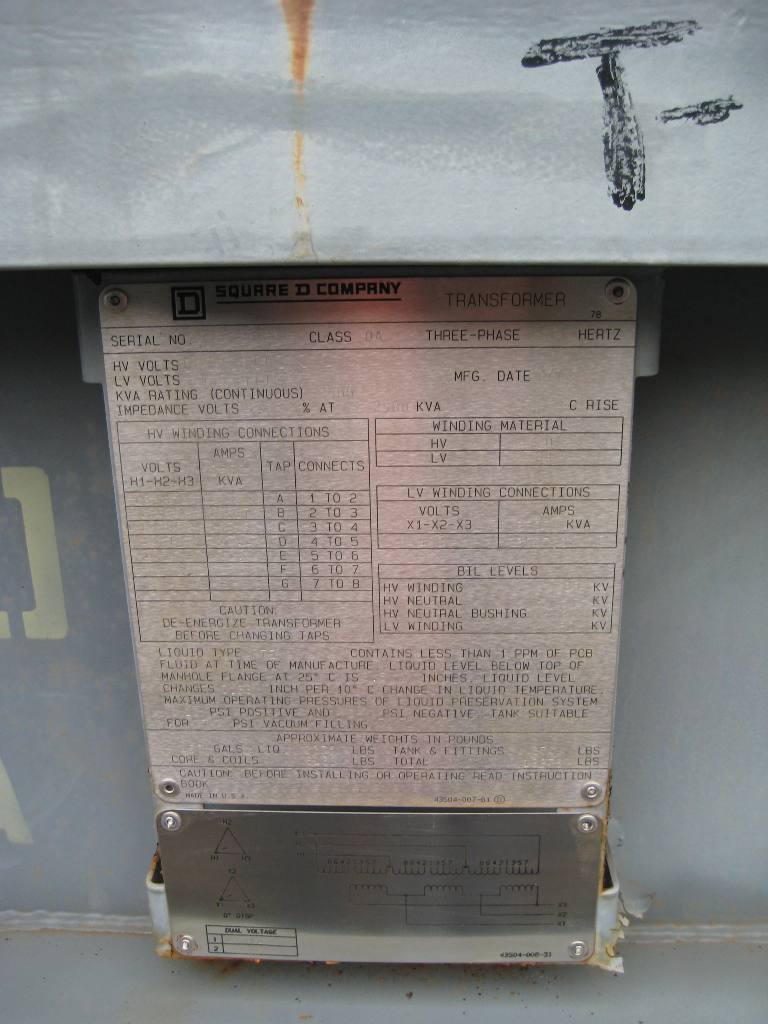 T-
D SQUARE D COMPANY TRANSFORMER
78
SERIAL NO CLASS OA THREE-PHASE HERTZ
HV VOLTS
LV VOLTS MFG. DATE
KVA RATING (CONTINUOUS)
IMPEDANCE VOLTS % AT KVA C RISE
HV WINDING CONNECTIONS
VOLTS H1-H2-H3 AMPS KVA TAP CONNECTS
A 1 TO 2
B 2 TO 3
C 3 TO 4
D 4 TO 5
E 5 TO 6
F 6 TO 7
G 7 TO 8
CAUTION:
DE-ENERGIZE TRANSFORMER
BEFORE CHANGING TAPS
WINDING MATERIAL
HV
LV
LV WINDING CONNECTIONS
VOLTS AMPS
X1-X2-X3 KVA
BIL LEVELS
HV WINDING KV
HV NEUTRAL KV
HV NEUTRAL BUSHING KV
LV WINDING KV
LIQUID TYPE CONTAINS LESS THAN 1 PPM OF PCB
FLUID AT TIME OF MANUFACTURE. LIQUID LEVEL BELOW TOP OF
MANHOLE FLANGE AT 25° C IS INCHES. LIQUID LEVEL
CHANGES INCH PER 10° C CHANGE IN LIQUID TEMPERATURE.
MAXIMUM OPERATING PRESSURES OF LIQUID PRESERVATION SYSTEM
PSI POSITIVE AND PSI NEGATIVE TANK SUITABLE
FOR PSI VACUUM FILLING.
APPROXIMATE WEIGHTS IN POUNDS
GALS LIQ. LBS TANK & FITTINGS LBS
CORE & COILS LBS TOTAL LBS
CAUTION: BEFORE INSTALLING OR OPERATING READ INSTRUCTION
BOOK
MADE IN U.S.A. 43504-007-01
H2
H1 H3
X2
X1 X3
0° DISP
86421357 86421357 86421357
X3
X2
X1
DUAL VOLTAGE
1
2
43504-008-31